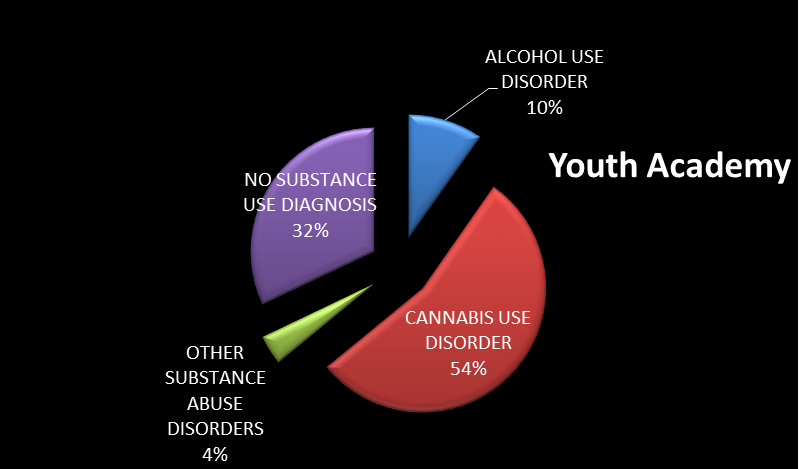 ALCOHOL USE
DISORDER
10%
Youth Academy
NO SUBSTANCE
USE DIAGNOSIS
32%
CANNABIS USE
DISORDER
54%
OTHER
SUBSTANCE
ABUSE
DISORDERS
4%